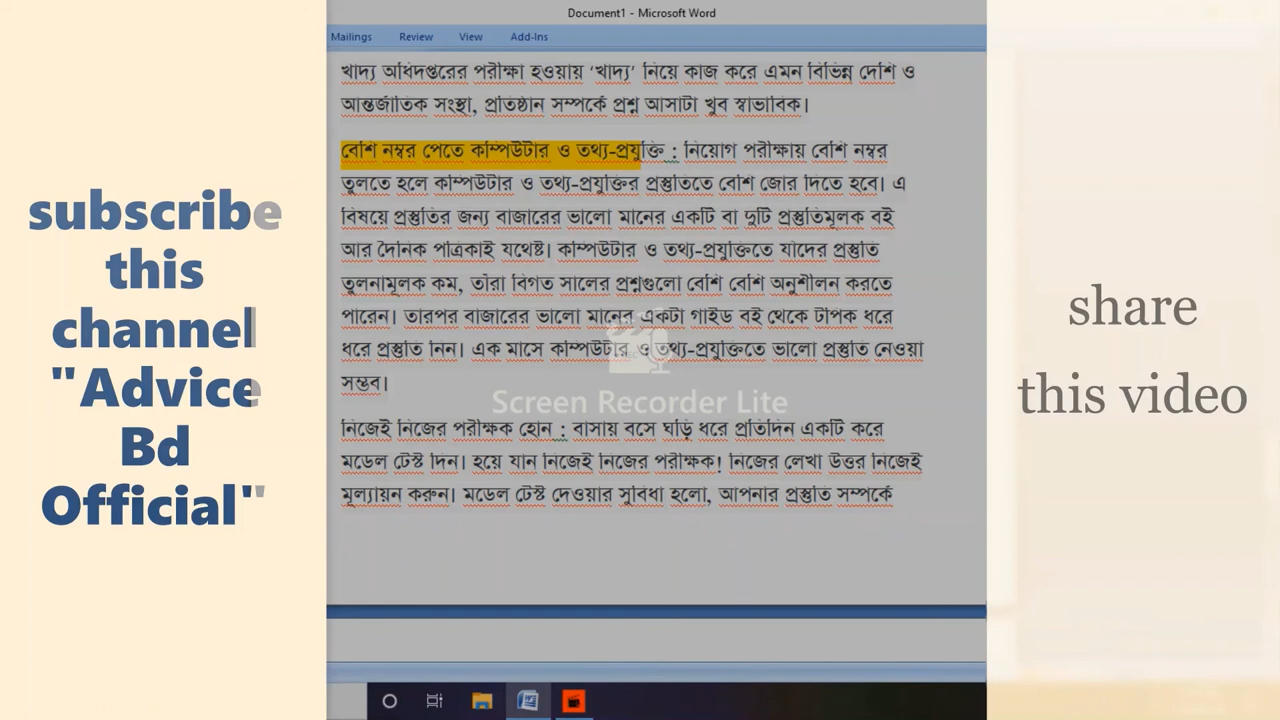 subscribe
this
channel
"Advice
Bd
Official"
Document1 - Microsoft Word
Mailings Review View Add-Ins
খাদ্য অধিদপ্তরের পরীক্ষা হওয়ায় ‘খাদ্য’ নিয়ে কাজ করে এমন বিভিন্ন দেশি ও
আন্তর্জাতিক সংস্থা, প্রতিষ্ঠান সম্পর্কে প্রশ্ন আসাটা খুব স্বাভাবিক।
বেশি নম্বর পেতে কম্পিউটার ও তথ্য-প্রযুক্তি : নিয়োগ পরীক্ষায় বেশি নম্বর
তুলতে হলে কম্পিউটার ও তথ্য-প্রযুক্তির প্রস্তুতিতে বেশি জোর দিতে হবে। এ
বিষয়ে প্রস্তুতির জন্য বাজারের ভালো মানের একটি বা দুটি প্রস্তুতিমূলক বই
আর দৈনিক পত্রিকাই যথেষ্ট। কম্পিউটার ও তথ্য-প্রযুক্তিতে যাদের প্রস্তুতি
তুলনামূলক কম, তাঁরা বিগত সালের প্রশ্নগুলো বেশি বেশি অনুশীলন করতে
পারেন। তারপর বাজারের ভালো মানের একটা গাইড বই থেকে টপিক ধরে
ধরে প্রস্তুতি নিন। এক মাসে কম্পিউটার ও তথ্য-প্রযুক্তিতে ভালো প্রস্তুতি নেওয়া
সম্ভব।
Screen Recorder Lite
নিজেই নিজের পরীক্ষক হোন : বাসায় বসে ঘড়ি ধরে প্রতিদিন একটি করে
মডেল টেস্ট দিন। হয়ে যান নিজেই নিজের পরীক্ষক! নিজের লেখা উত্তর নিজেই
মূল্যায়ন করুন। মডেল টেস্ট দেওয়ার সুবিধা হলো, আপনার প্রস্তুতি সম্পর্কে
share
this video